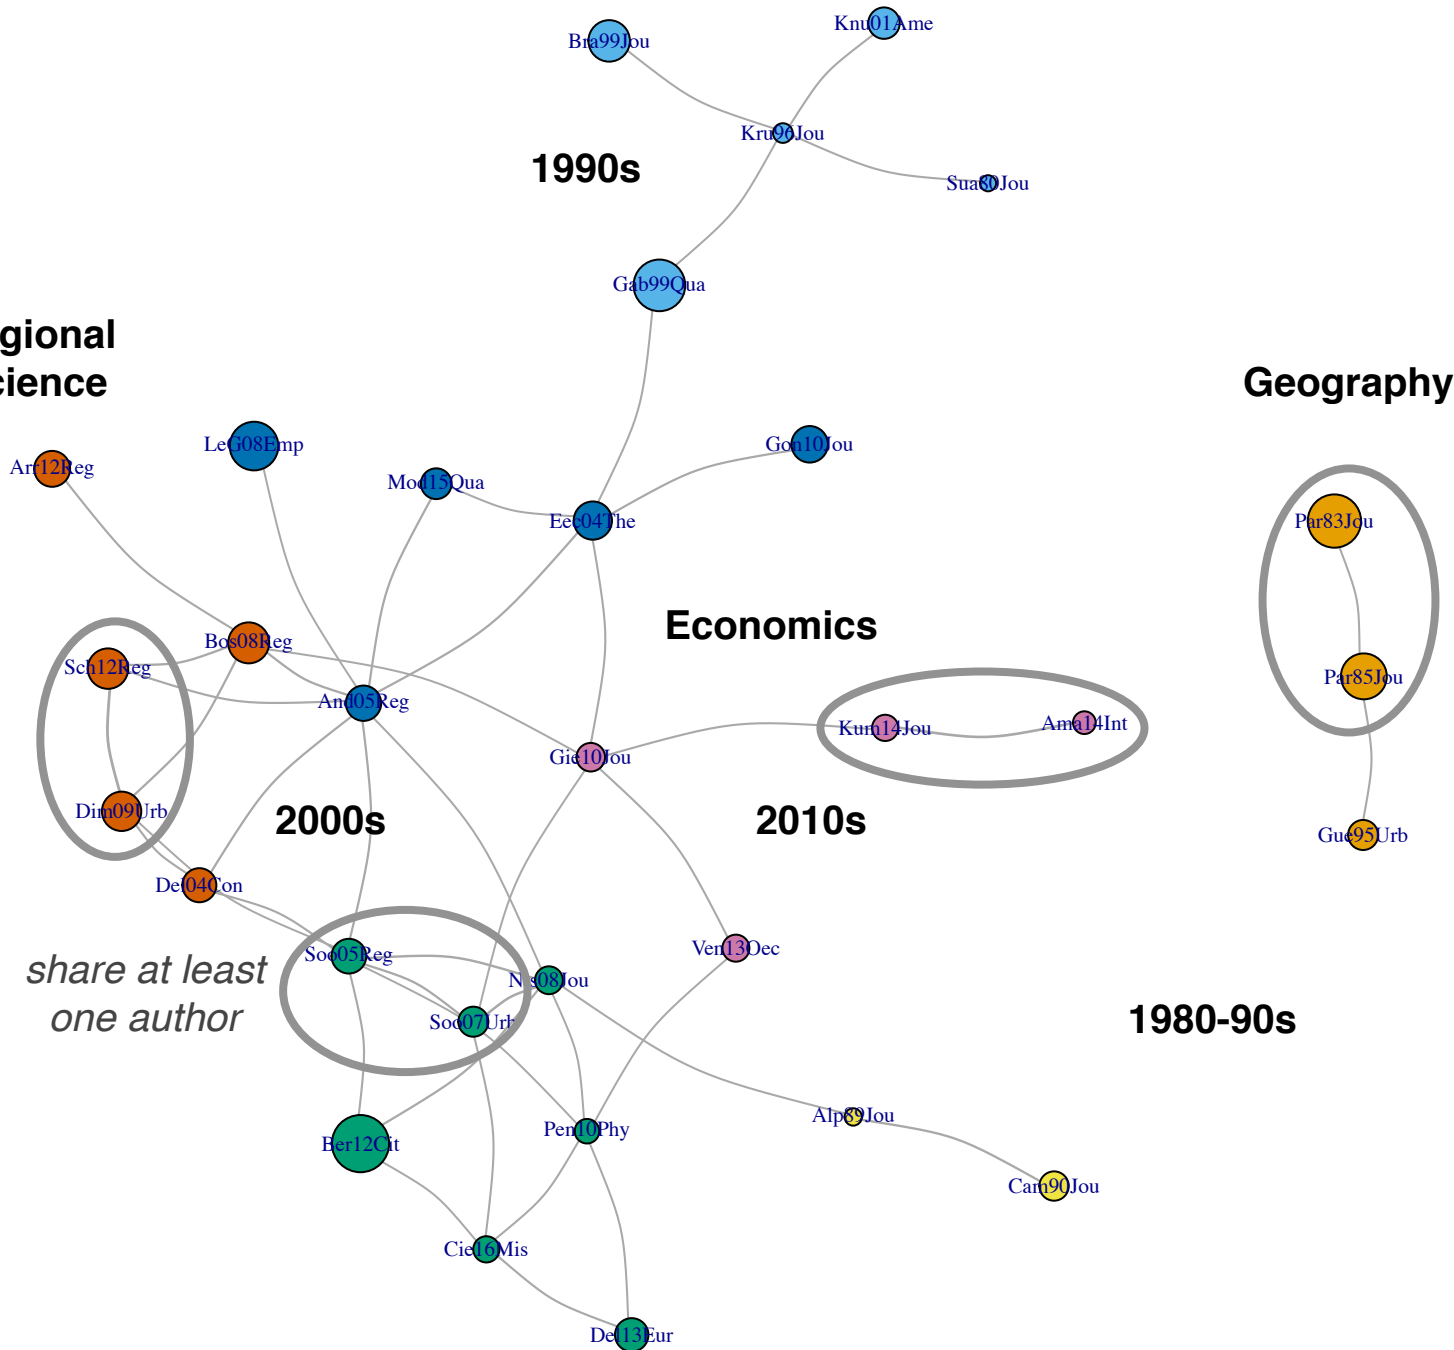 Knu01Ame
Bra99Jou
Kru96Jou
1990s
Sua80Jou
Gab99Qua
gional
cience
Geography
LeG08Emp
Gon10Jou
Arr12Reg
Mod15Qua
Eec04The
Par83Jou
Economics
Bos08Reg
Sch12Reg
Par85Jou
And05Reg
Kum14Jou
Ama14Int
Gie10Jou
Dim09Urb
2000s
2010s
Gue95Urb
Del04Con
Soo05Reg
Ven13Oec
share at least
one author
Soo07Urb
1980-90s
Alp89Jou
Pen10Phy
Ber12Cit
Cam90Jou
Cie16Mis
Del13Eur